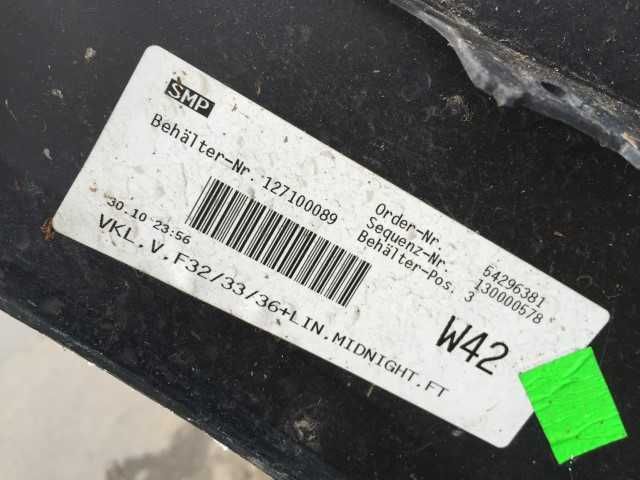 SMP
Behälter-Nr. 127100089
Order-Nr. 64296381
Sequenz-Nr 130000578
Behälter-Pos. 3
30.10 23:56
VKL.V.F32/33/36+LIN.MIDNIGHT.FT
W42